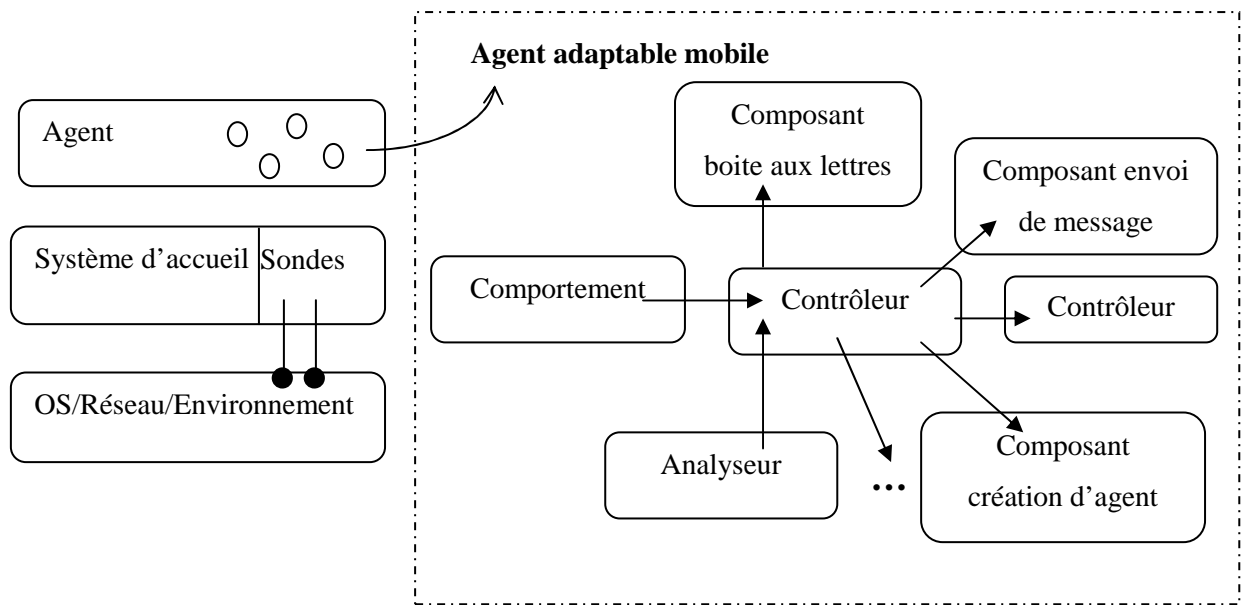 Agent adaptable mobile
Agent
Système d’accueil
Sondes
OS/Réseau/Environnement
Composant
boite aux lettres
Composant envoi
de message
Comportement
Contrôleur
Contrôleur
Analyseur
...
Composant
création d’agent